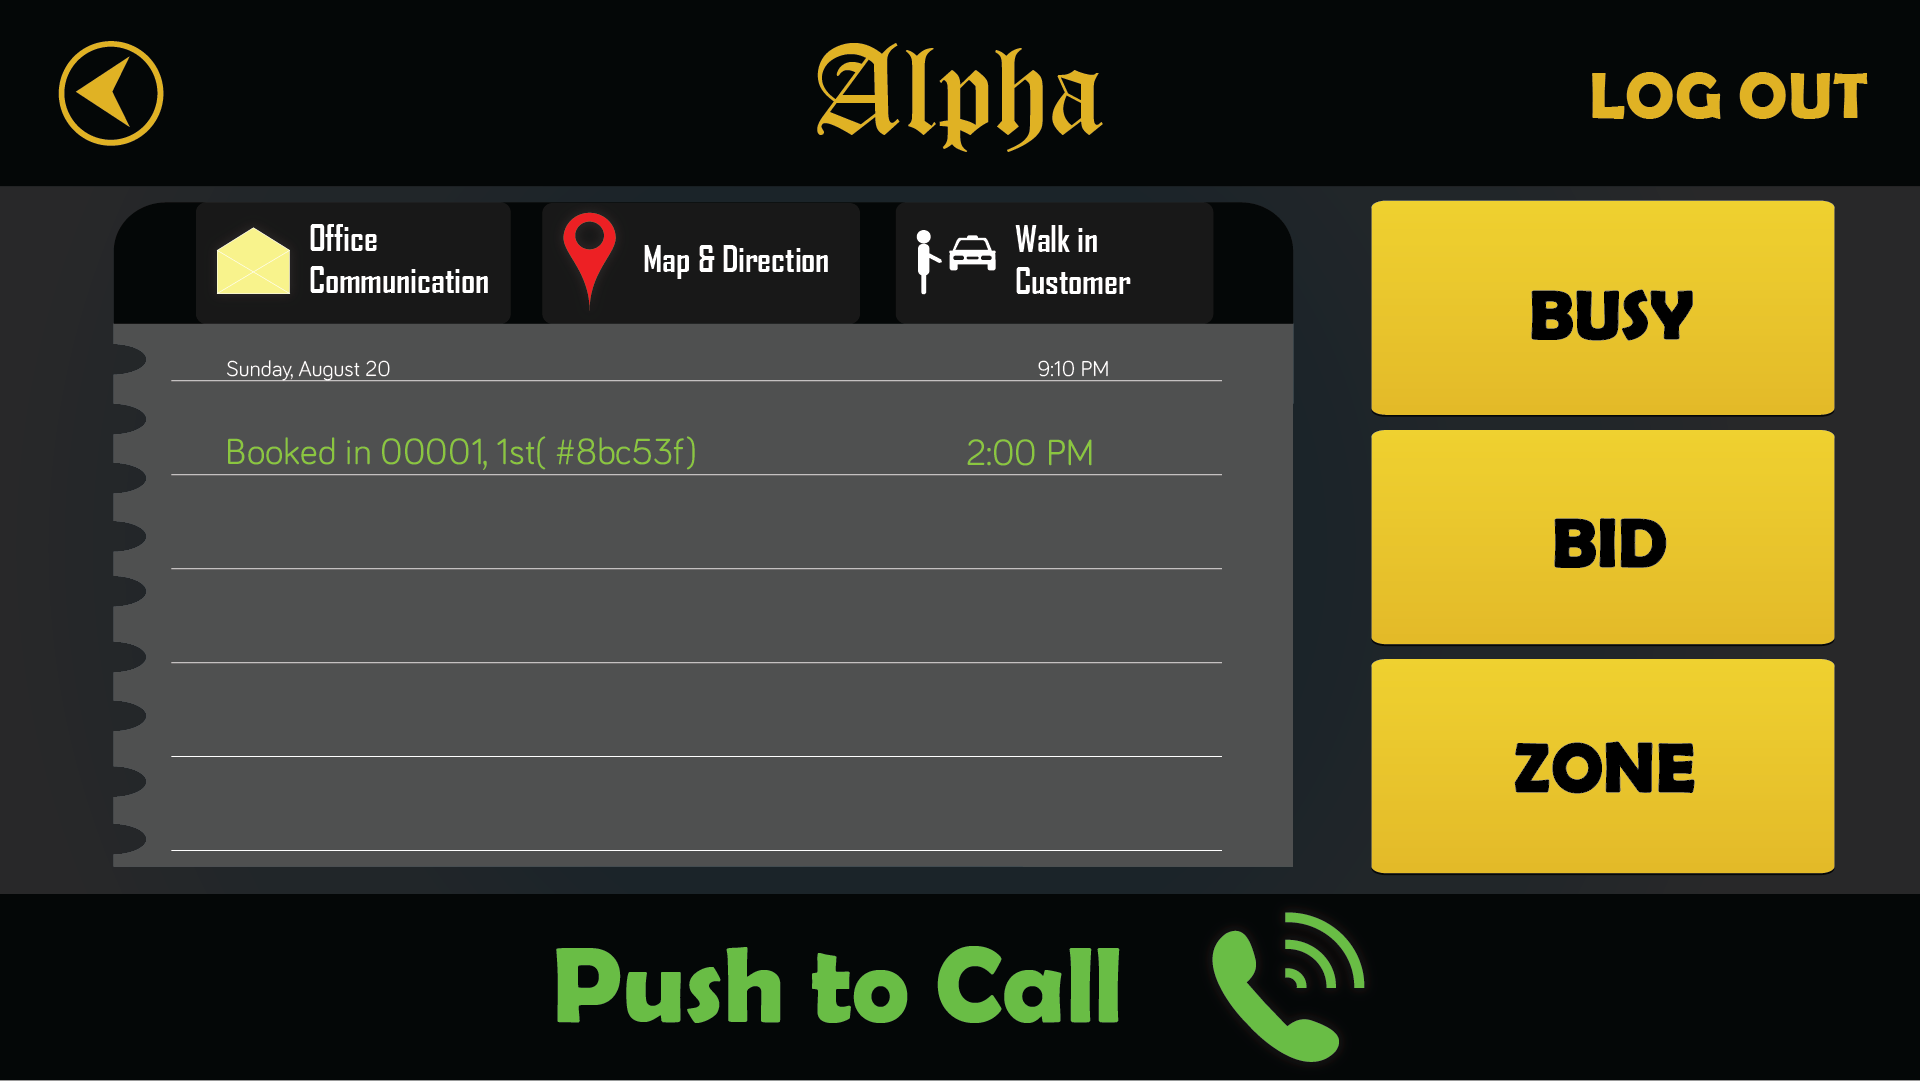 Alpha
LOG OUT
Office
Communication
Map & Direction
Walk in
Customer
Sunday, August 20
9:10 PM
Booked in 00001, 1st( #8bc53f)
2:00 PM
BUSY
BID
ZONE
Push to Call